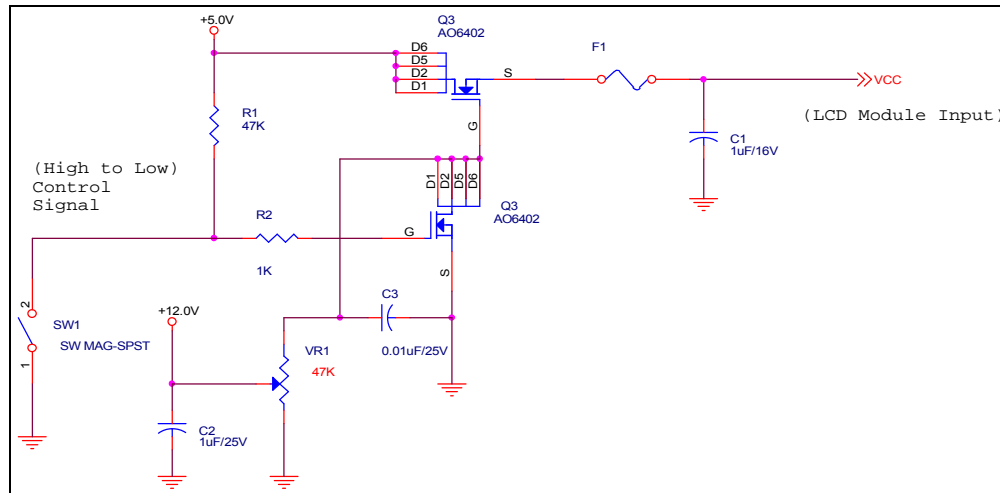 +5.0V
Q3
AO6402
D6
D5
D2
D1
S
G
F1
VCC
(LCD Module Input)
R1
47K
C1
1uF/16V
(High to Low)
Control
Signal
D1
D2
D5
D6
Q3
AO6402
R2
1K
G
S
2
1
SW1
SW MAG-SPST
+12.0V
C3
0.01uF/25V
VR1
47K
C2
1uF/25V